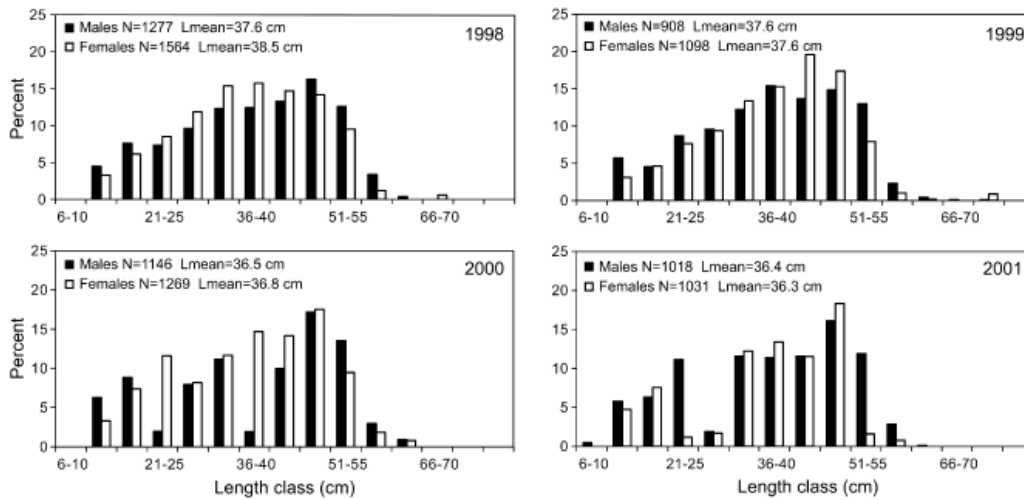 Males N=1277 Lmean=37.6 cm
Females N=1564 Lmean=38.5 cm
1998
25
20
15
10
5
0
Percent
6-10 21-25 36-40 51-55 66-70
Males N=908 Lmean=37.6 cm
Females N=1098 Lmean=37.6 cm
1999
25
20
15
10
5
0
6-10 21-25 36-40 51-55 66-70
Males N=1146 Lmean=36.5 cm
Females N=1269 Lmean=36.8 cm
2000
25
20
15
10
5
0
Percent
6-10 21-25 36-40 51-55 66-70
Length class (cm)
Males N=1018 Lmean=36.4 cm
Females N=1031 Lmean=36.3 cm
2001
25
20
15
10
5
0
6-10 21-25 36-40 51-55 66-70
Length class (cm)